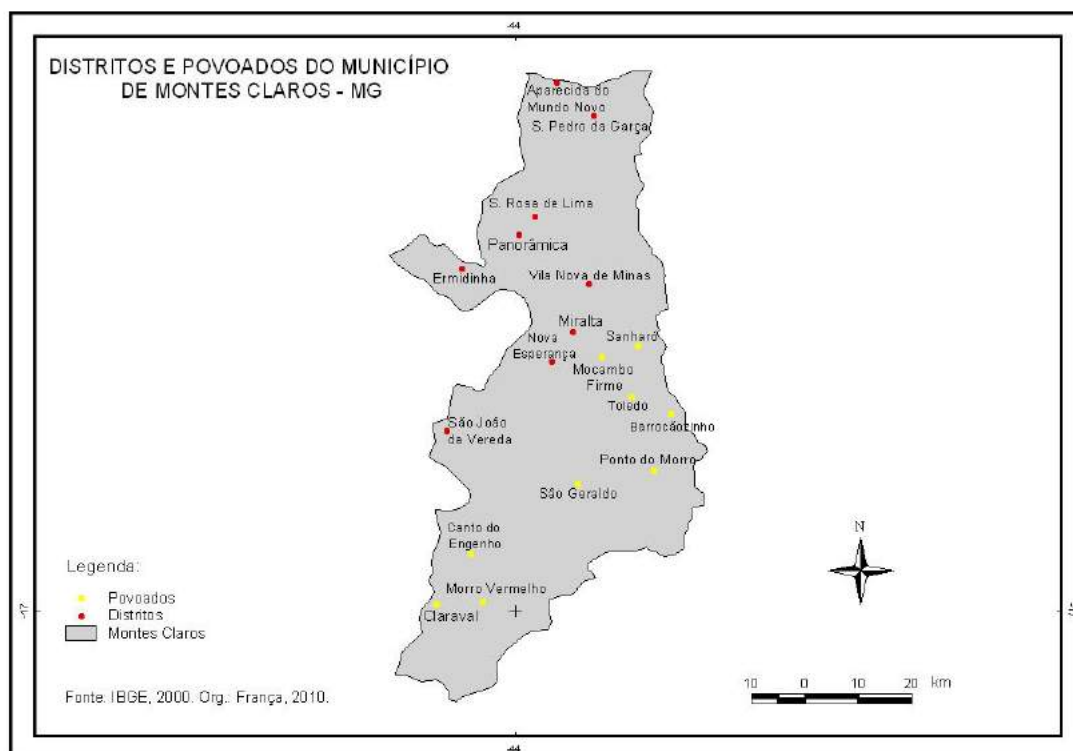 -44
DISTRITOS E POVOADOS DO MUNICÍPIO
DE MONTES CLAROS - MG
Aparecida do
Mundo Novo
S. Pedro da Garça
S. Rosa de Lima
Panorâmica
Ermidinha
Vila Nova de Minas
Miralta
Nova
Esperança
Sanharó
Mocambo
Firme
Toledo
Barrocãozinho
São João
da Vereda
Ponto do Morro
São Geraldo
Canto do
Engenho
Morro Vermelho
Claraval
N
Legenda:
Povoados
Distritos
Montes Claros
-17
Fonte: IBGE, 2000. Org.: França, 2010.
10 0 10 20 km
-44